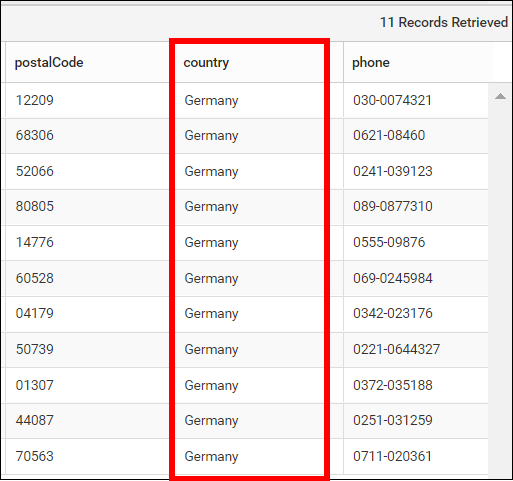 11 Records Retrieved
postalCode country phone
12209 Germany 030-0074321
68306 Germany 0621-08460
52066 Germany 0241-039123
80805 Germany 089-0877310
14776 Germany 0555-09876
60528 Germany 069-0245984
04179 Germany 0342-023176
50739 Germany 0221-0644327
01307 Germany 0372-035188
44087 Germany 0251-031259
70563 Germany 0711-020361